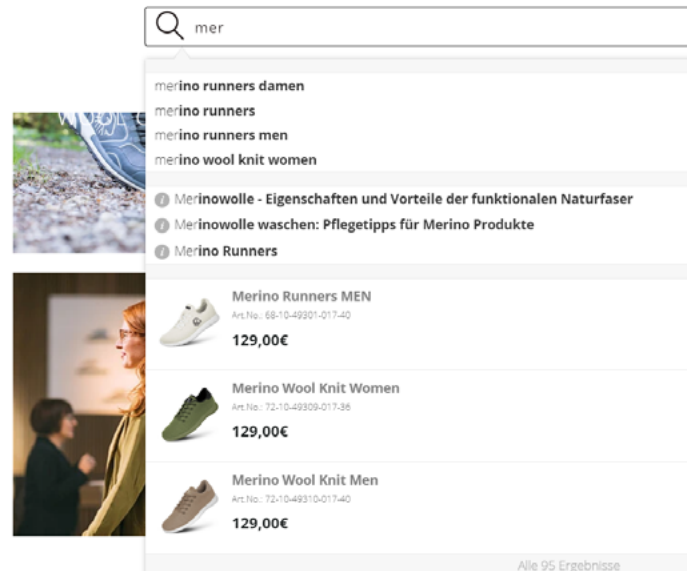 mer
merino runners damen
merino runners
merino runners men
merino wool knit women
Merinowolle - Eigenschaften und Vorteile der funktionalen Naturfaser
Merinowolle waschen: Pflegetipps für Merino Produkte
Merino Runners
Merino Runners MEN
Art.No.: 68-10-49301-017-40
129,00€
Merino Wool Knit Women
Art.No.: 72-10-49309-017-36
129,00€
Merino Wool Knit Men
Art.No.: 72-10-49310-017-40
129,00€
Alle 95 Ergebnisse